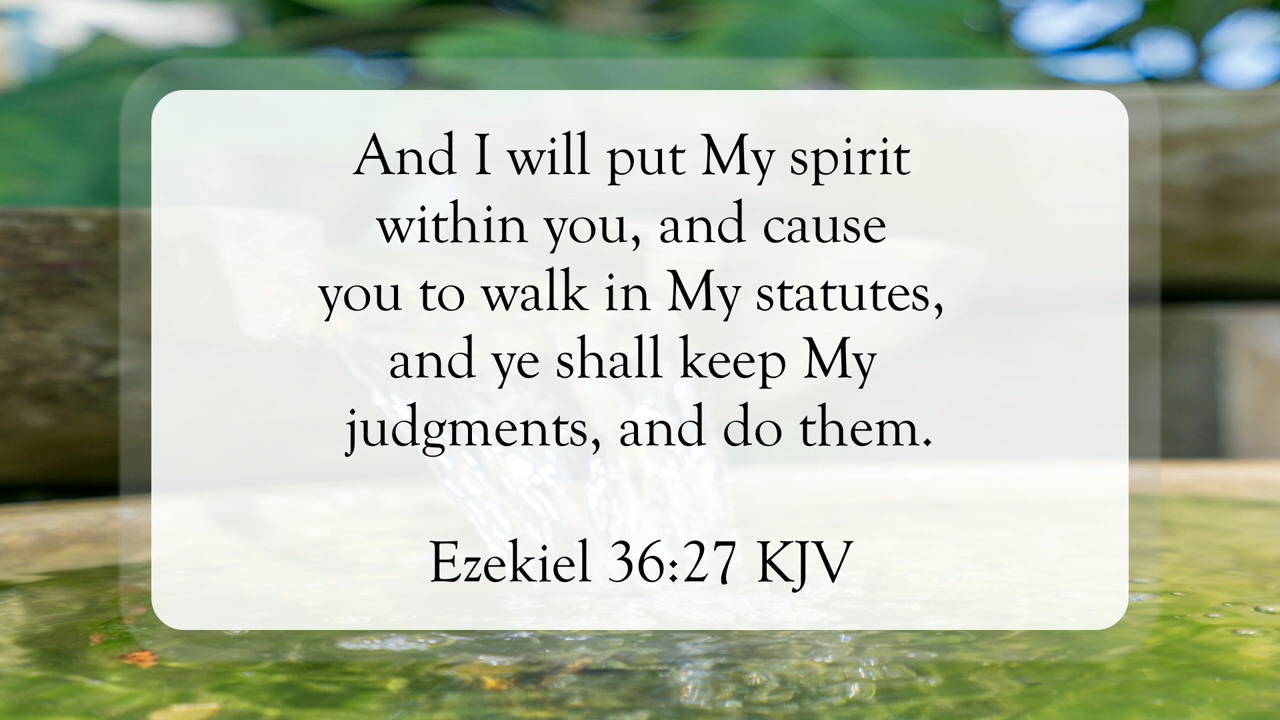 And I will put My spirit
within you, and cause
you to walk in My statutes,
and ye shall keep My
judgments, and do them.
Ezekiel 36:27 KJV